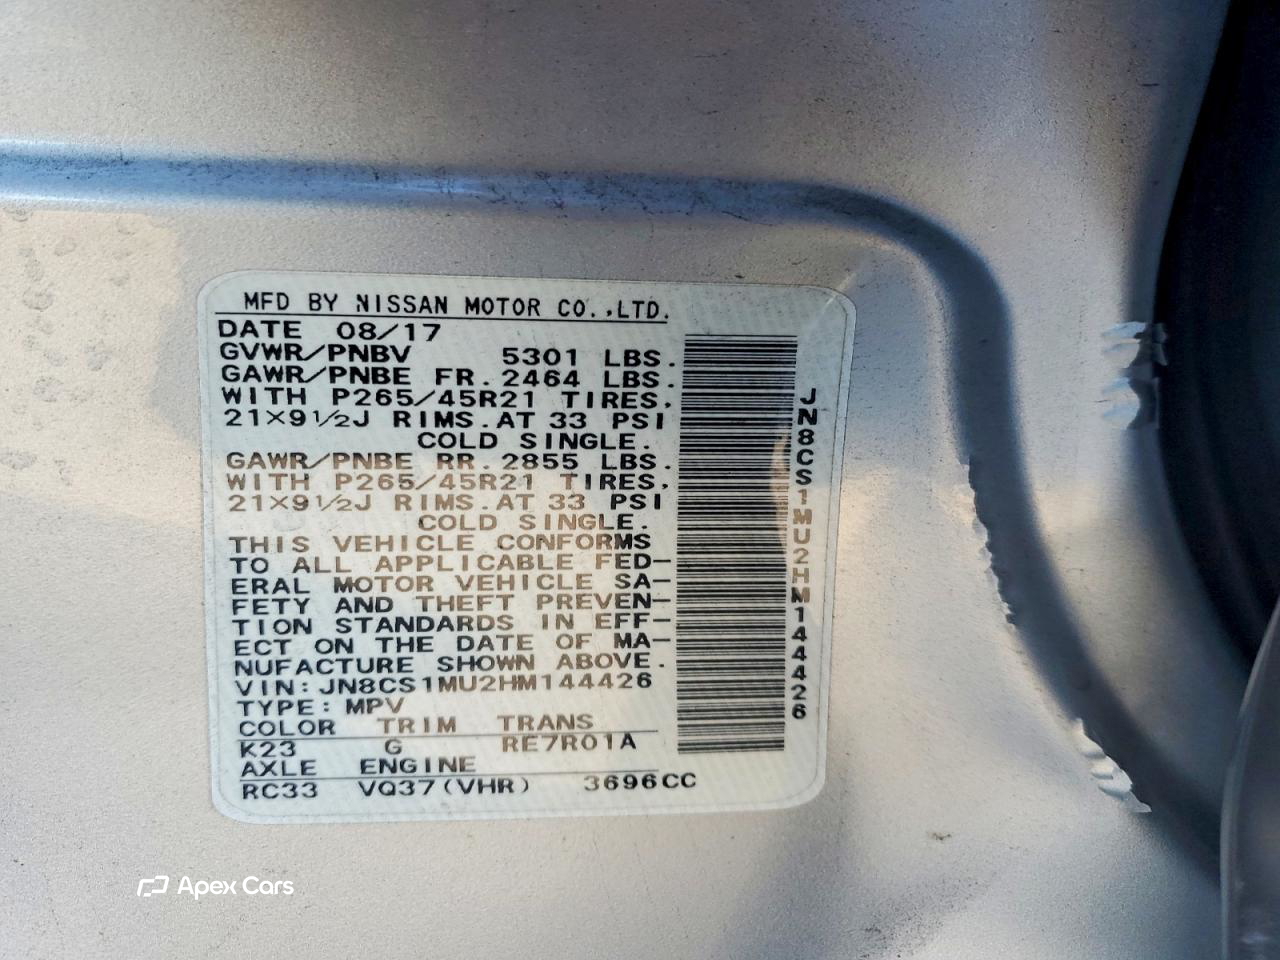 MFD BY NISSAN MOTOR CO.,LTD.
DATE 08/17
GVWR/PNBV 5301 LBS.
GAWR/PNBE FR. 2464 LBS.
WITH P265/45R21 TIRES.
21×9½J RIMS. AT 33 PSI
COLD SINGLE.
GAWR/PNBE RR. 2855 LBS.
WITH P265/45R21 TIRES.
21×9½J RIMS. AT 33 PSI
COLD SINGLE.
THIS VEHICLE CONFORMS
TO ALL APPLICABLE FED-
ERAL MOTOR VEHICLE SA-
FETY AND THEFT PREVEN-
TION STANDARDS IN EFF-
ECT ON THE DATE OF MA-
NUFACTURE SHOWN ABOVE.
VIN: JN8CS1MU2HM144426
TYPE: MPV
COLOR TRIM TRANS
K23 G RE7R01A
AXLE ENGINE
RC33 VQ37(VHR) 3696CC
JN8CS1MU2HM144426
Apex Cars